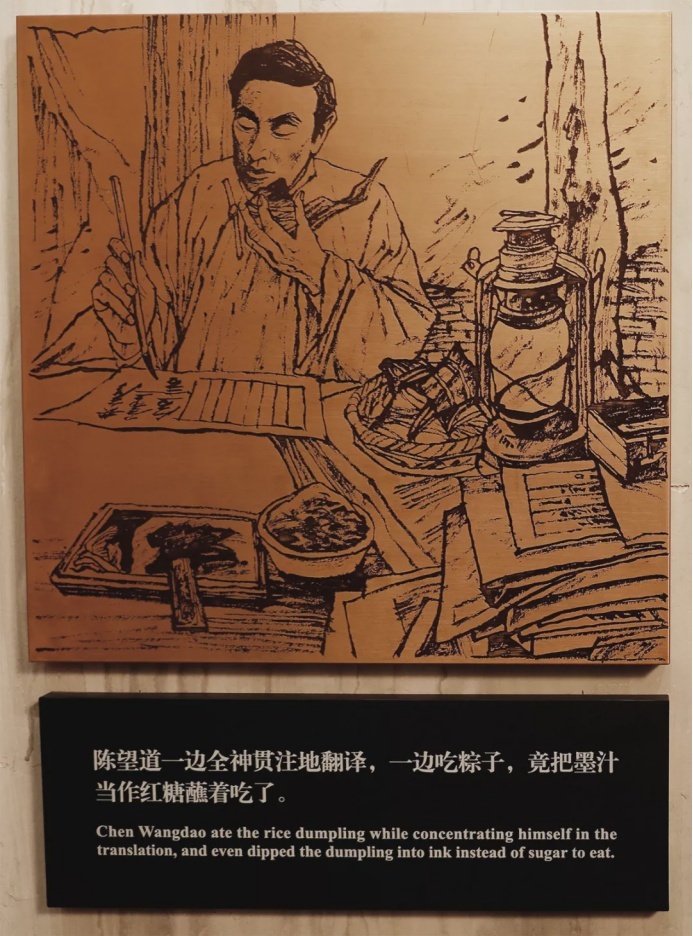 陈望道一边全神贯注地翻译，一边吃粽子，竟把墨汁
当作红糖蘸着吃了。
Chen Wangdao ate the rice dumpling while concentrating himself in the
translation, and even dipped the dumpling into ink instead of sugar to eat.